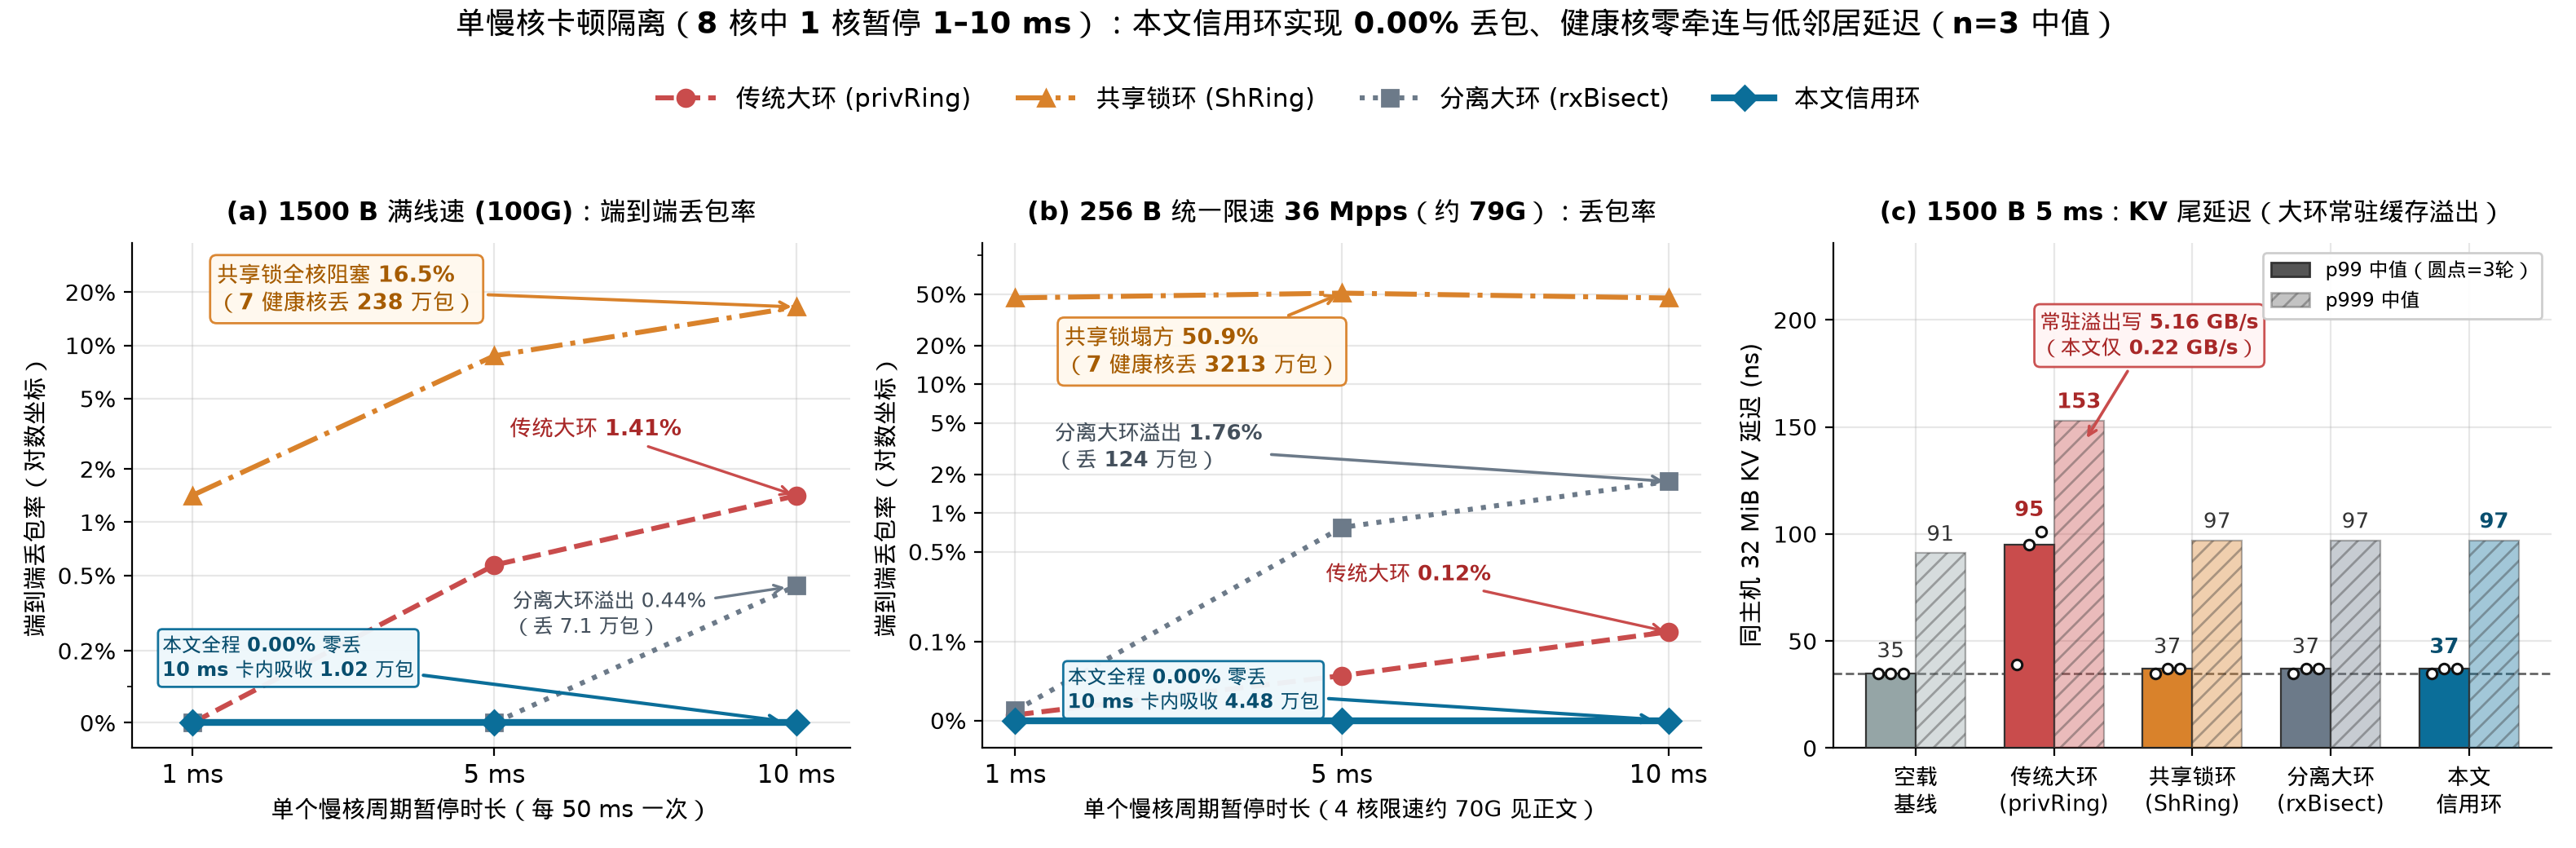 单慢核卡顿隔离（8 核中 1 核暂停 1–10 ms）：本文信用环实现 0.00% 丢包、健康核零牵连与低邻居延迟（n=3 中值）
传统大环 (privRing)
共享锁环 (ShRing)
分离大环 (rxBisect)
本文信用环
(a) 1500 B 满线速 (100G)：端到端丢包率
端到端丢包率（对数坐标）
20%
10%
5%
2%
1%
0.5%
0.2%
0%
共享锁全核阻塞 16.5%
（7 健康核丢 238 万包）
传统大环 1.41%
分离大环溢出 0.44%
（丢 7.1 万包）
本文全程 0.00% 零丢
10 ms 卡内吸收 1.02 万包
1 ms
5 ms
10 ms
单个慢核周期暂停时长（每 50 ms 一次）
(b) 256 B 统一限速 36 Mpps（约 79G）：丢包率
端到端丢包率（对数坐标）
50%
20%
10%
5%
2%
1%
0.5%
0.1%
0%
共享锁塌方 50.9%
（7 健康核丢 3213 万包）
分离大环溢出 1.76%
（丢 124 万包）
传统大环 0.12%
本文全程 0.00% 零丢
10 ms 卡内吸收 4.48 万包
1 ms
5 ms
10 ms
单个慢核周期暂停时长（4 核限速约 70G 见正文）
(c) 1500 B 5 ms：KV 尾延迟（大环常驻缓存溢出）
同主机 32 MiB KV 延迟 (ns)
200
150
100
50
0
p99 中值（圆点=3轮）
p999 中值
常驻溢出写 5.16 GB/s
（本文仅 0.22 GB/s）
35
91
95
153
37
97
37
97
37
97
空载
基线
传统大环
(privRing)
共享锁环
(ShRing)
分离大环
(rxBisect)
本文
信用环